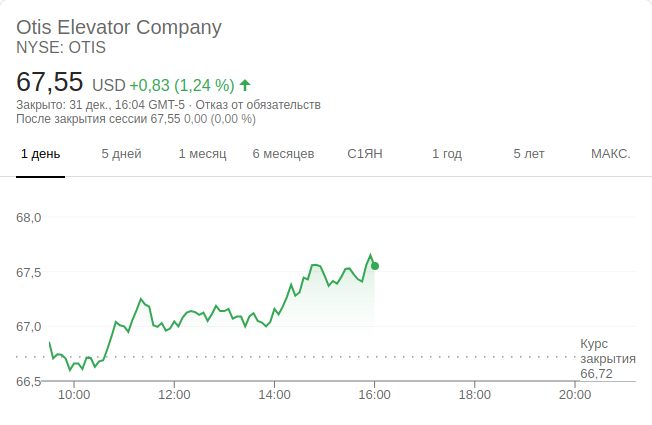 Otis Elevator Company
NYSE: OTIS
67,55 USD +0,83 (1,24 %)
Закрыто: 31 дек., 16:04 GMT-5 · Отказ от обязательств
После закрытия сессии 67,55 0,00 (0,00 %)
1 день 5 дней 1 месяц 6 месяцев С1ЯН 1 год 5 лет МАКС.
68,0
67,5
67,0
Курс
закрытия
66,72
66,5
10:00 12:00 14:00 16:00 18:00 20:00